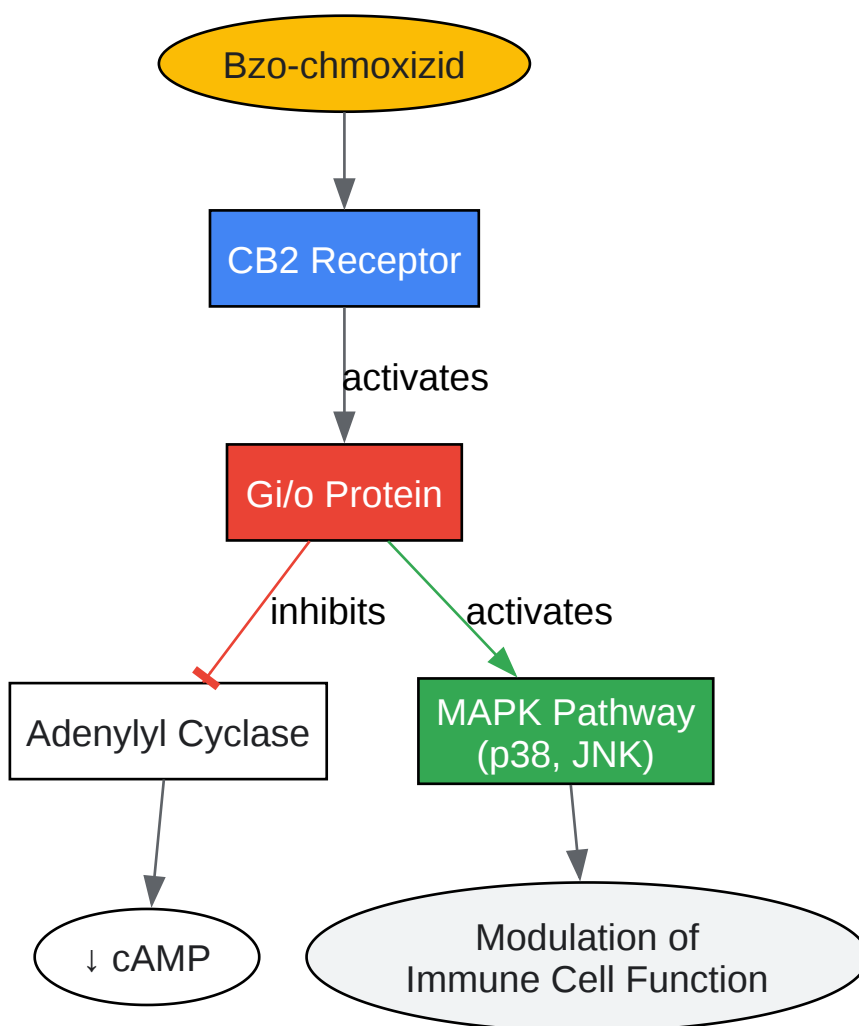 Bzo-chmoxizid
CB2 Receptor
activates
Gi/o Protein
inhibits
activates
Adenylyl Cyclase
MAPK Pathway
(p38, JNK)
↓ cAMP
Modulation of
Immune Cell Function